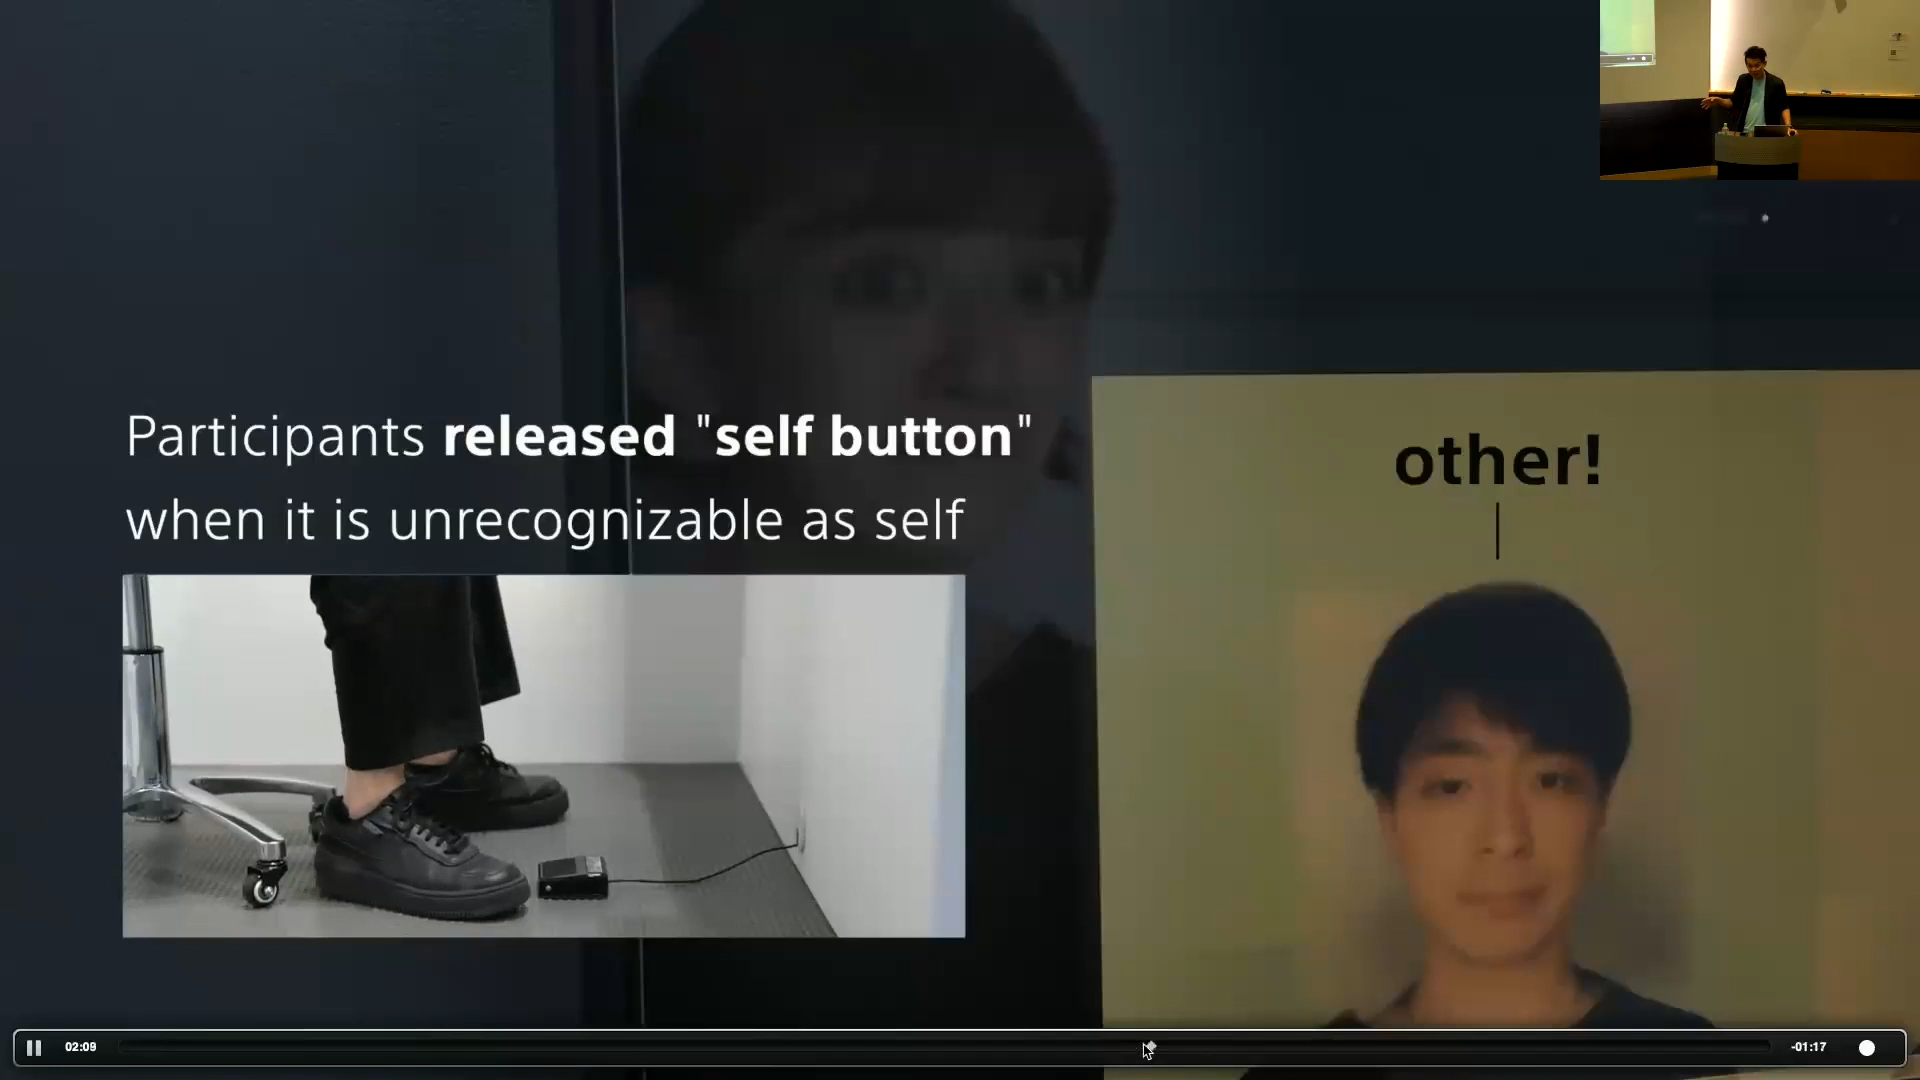 Participants released "self button"
when it is unrecognizable as self
other!
02:09
-01:17